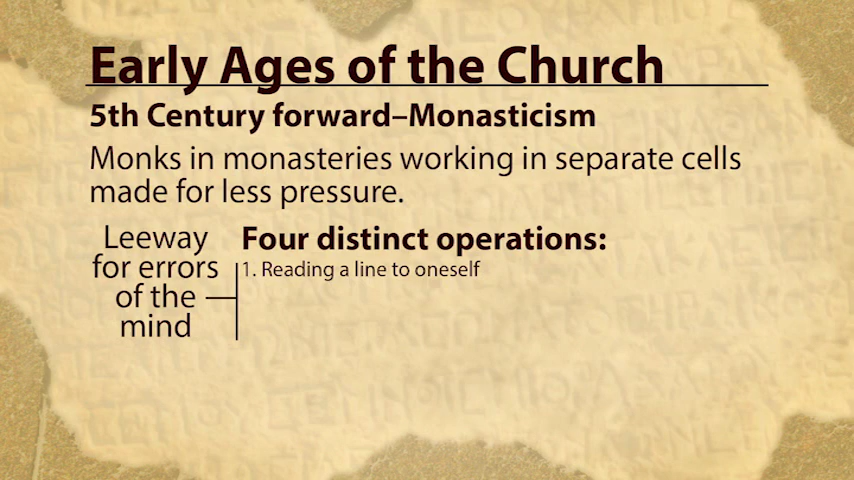 Early Ages of the Church
5th Century forward–Monasticism
Monks in monasteries working in separate cells
made for less pressure.
Leeway
for errors
of the
mind
Four distinct operations:
1. Reading a line to oneself